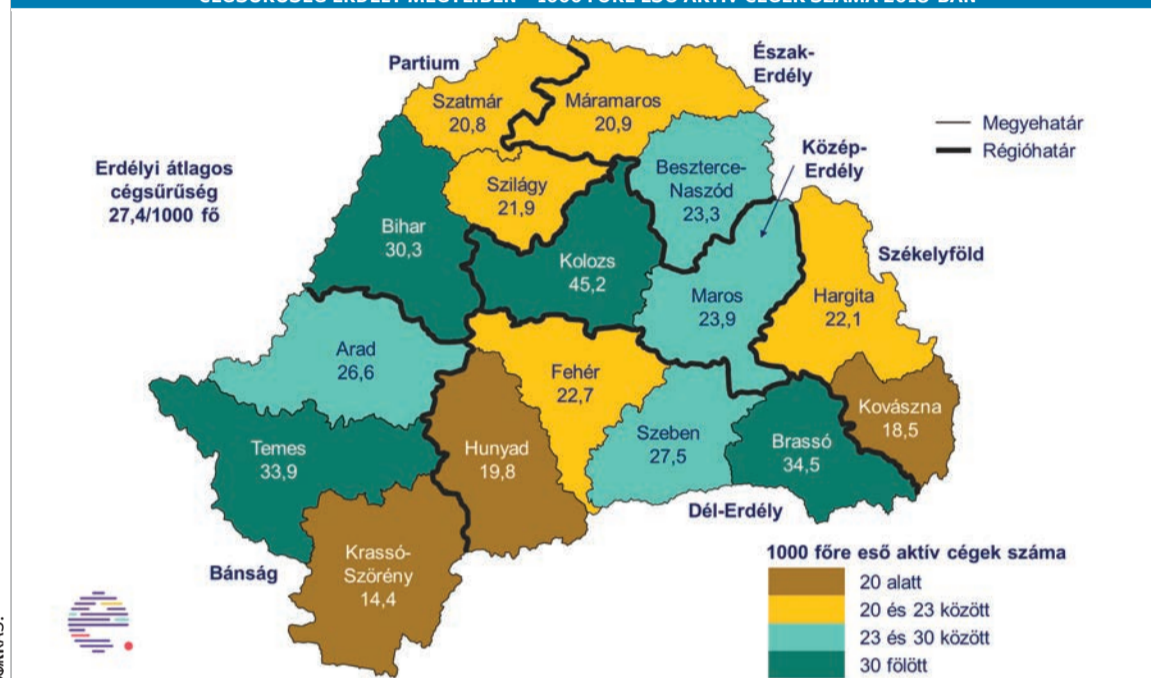 Partium
Észak-
Erdély
Szatmár
20,8
Máramaros
20,9
Megyehatár
Régióhatár
Közép-
Erdély
Erdélyi átlagos
cégsűrűség
27,4/1000 fő
Szilágy
21,9
Beszterce-
Naszód
23,3
Bihar
30,3
Kolozs
45,2
Székelyföld
Maros
23,9
Hargita
22,1
Arad
26,6
Fehér
22,7
Kovászna
18,5
Temes
33,9
Hunyad
19,8
Szeben
27,5
Brassó
34,5
Dél-Erdély
Krassó-
Szörény
14,4
Bánság
1000 főre eső aktív cégek száma
20 alatt
20 és 23 között
23 és 30 között
30 fölött